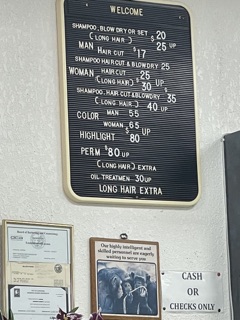 WELCOME
SHAMPOO, BLOW DRY OR SET $20
(LONG HAIR) $25 UP
MAN HAIR CUT $17
SHAMPOO HAIR CUT & BLOWDRY 25
WOMAN HAIR CUT 25 UP
(LONG HAIR) $30
SHAMPOO, HAIR CUT & BLOWDRY $35
(LONG HAIR) 40 UP
COLOR MAN 55
WOMAN $65 UP
HIGHLIGHT $80
PERM $80 UP
(LONG HAIR) EXTRA
OIL TREATMEN 30 UP
LONG HAIR EXTRA
Our highly intelligent and
skilled personnel are eagerly
waiting to serve you
CASH
OR
CHECKS ONLY